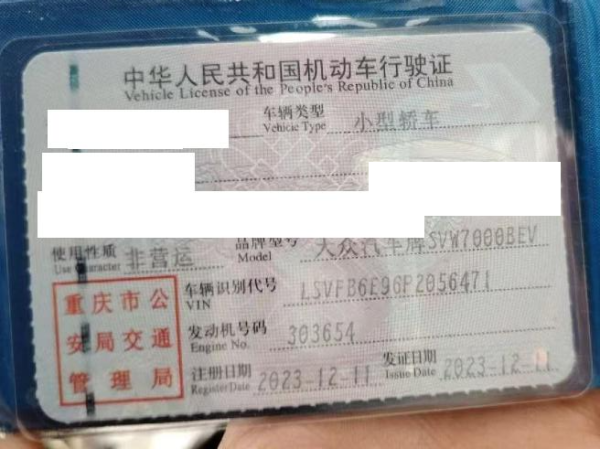 中华人民共和国机动车行驶证
Vehicle License of the People's Republic of China
车辆类型 小型轿车
Vehicle Type
使用性质 非营运
Use Character
品牌型号 大众汽车牌SVW7000BEV
Model
车辆识别代号 LSVFB6E96P2056471
VIN
发动机号码 303654
Engine No.
注册日期 2023-12-11
Register Date
发证日期 2023-12-11
Issue Date
重庆市公
安局交通
管理局